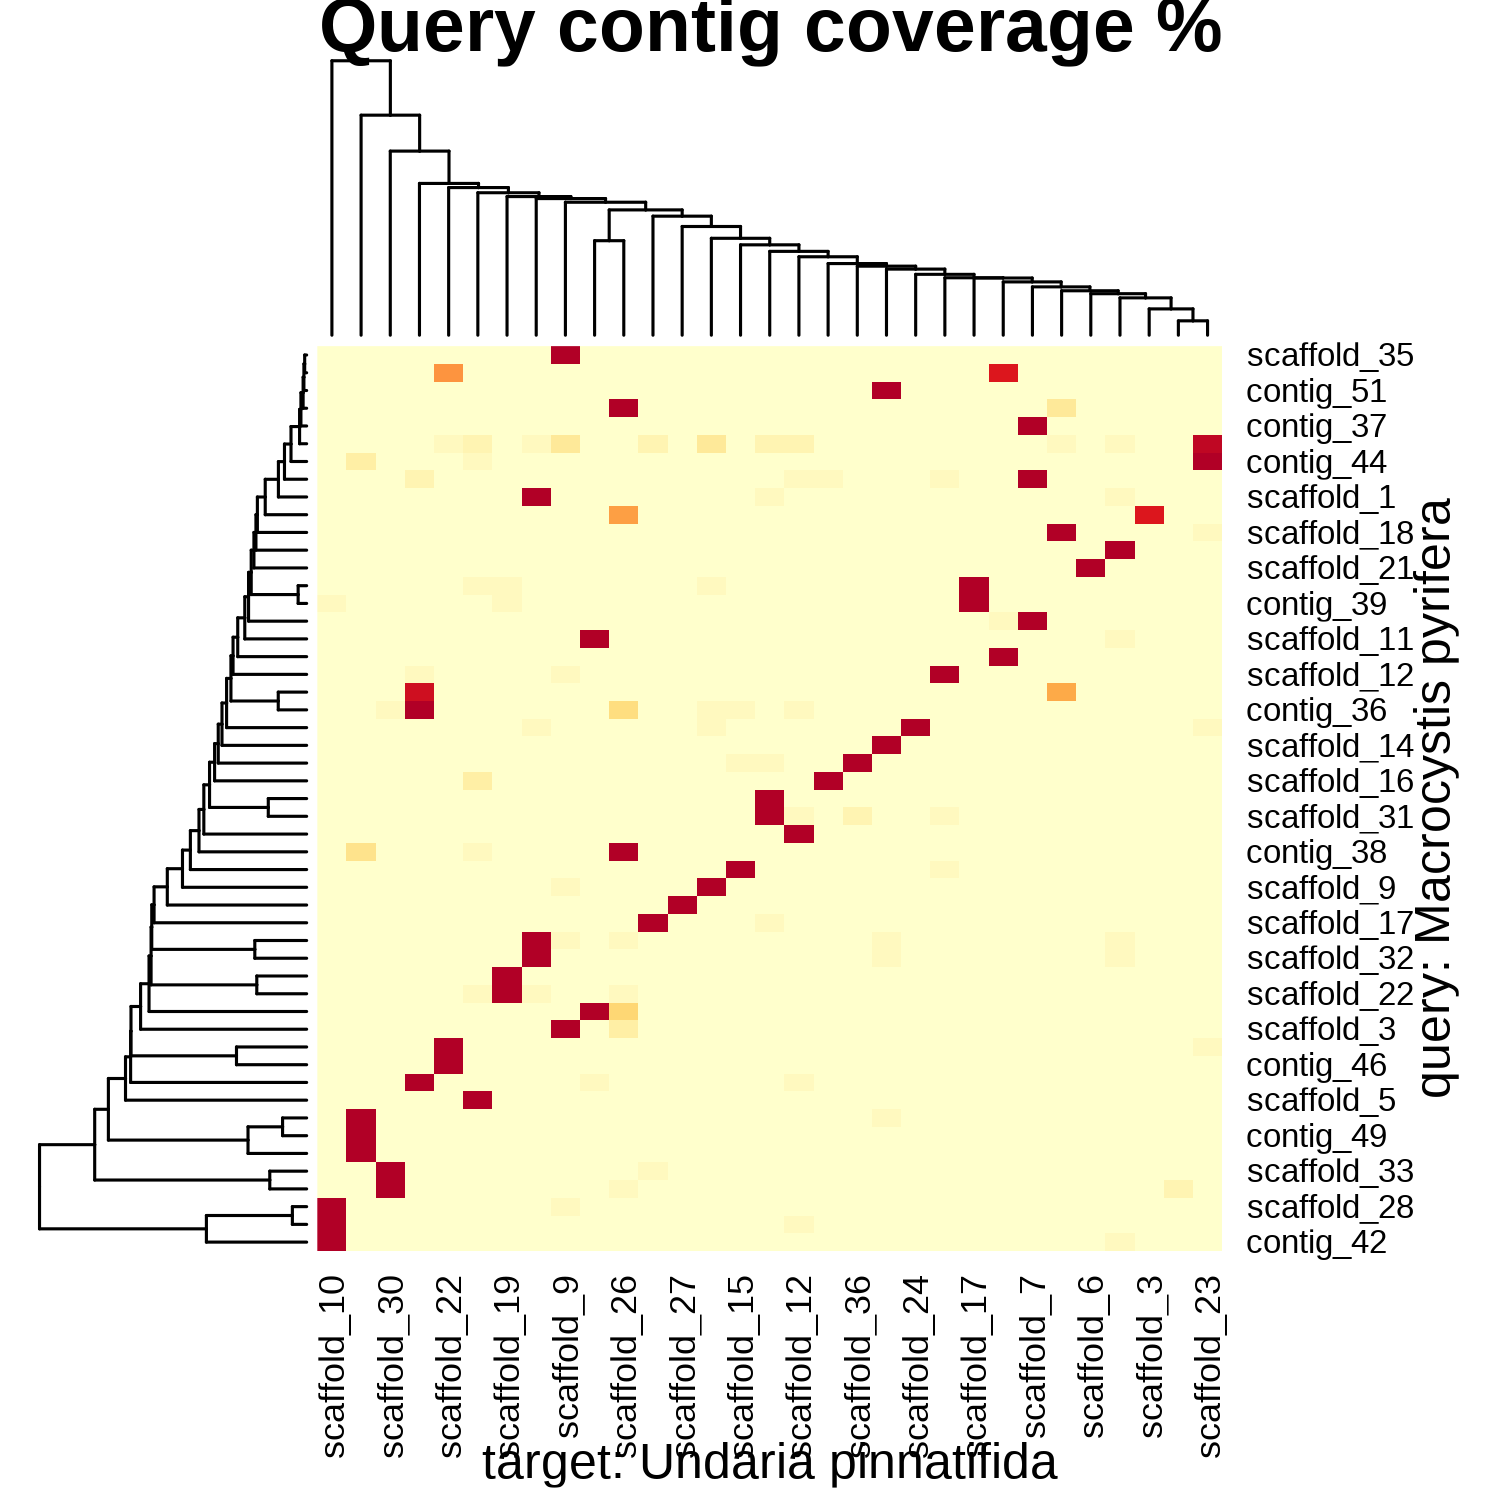 Query contig coverage %
scaffold_35
contig_51
contig_37
contig_44
scaffold_1
scaffold_18
scaffold_21
contig_39
scaffold_11
scaffold_12
contig_36
scaffold_14
scaffold_16
scaffold_31
contig_38
scaffold_9
scaffold_17
scaffold_32
scaffold_22
scaffold_3
contig_46
scaffold_5
contig_49
scaffold_33
scaffold_28
contig_42
query: Macrocystis pyrifera
scaffold_10
scaffold_30
scaffold_22
scaffold_19
scaffold_9
scaffold_26
scaffold_27
scaffold_15
scaffold_12
scaffold_36
scaffold_24
scaffold_17
scaffold_7
scaffold_6
scaffold_3
scaffold_23
target: Undaria pinnatifida